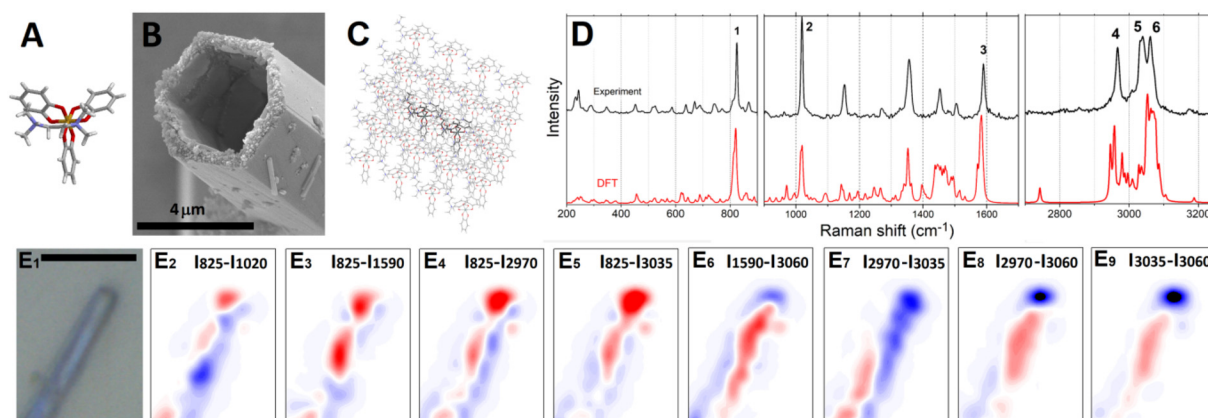 A
B
4 μm
C
D
Intensity
Experiment
DFT
1
2
3
4
5
6
200 400 600 800 1000 1200 1400 1600 2800 3000 3200
Raman shift (cm⁻¹)
E1
E2 I825-I1020
E3 I825-I1590
E4 I825-I2970
E5 I825-I3035
E6 I1590-I3060
E7 I2970-I3035
E8 I2970-I3060
E9 I3035-I3060